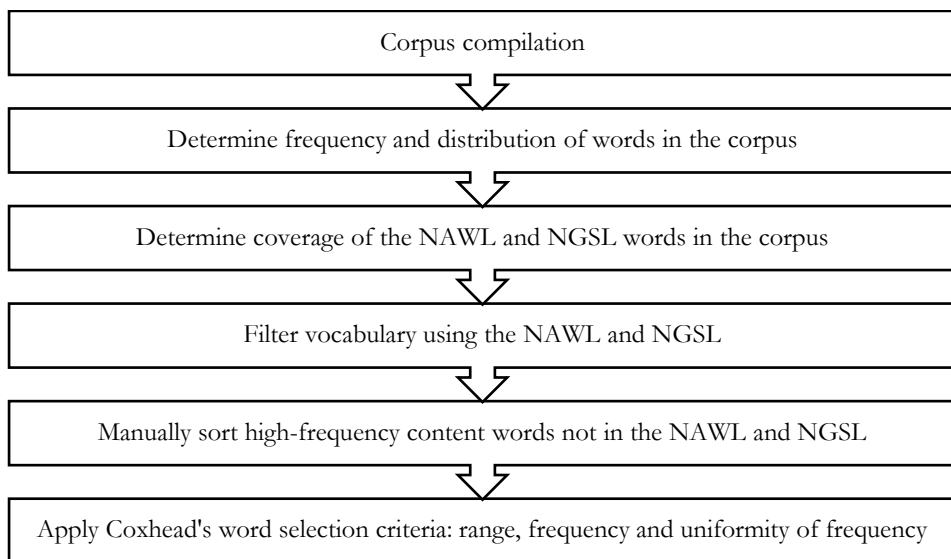 Corpus compilation
Determine frequency and distribution of words in the corpus
Determine coverage of the NAWL and NGSL words in the corpus
Filter vocabulary using the NAWL and NGSL
Manually sort high-frequency content words not in the NAWL and NGSL
Apply Coxhead's word selection criteria: range, frequency and uniformity of frequency